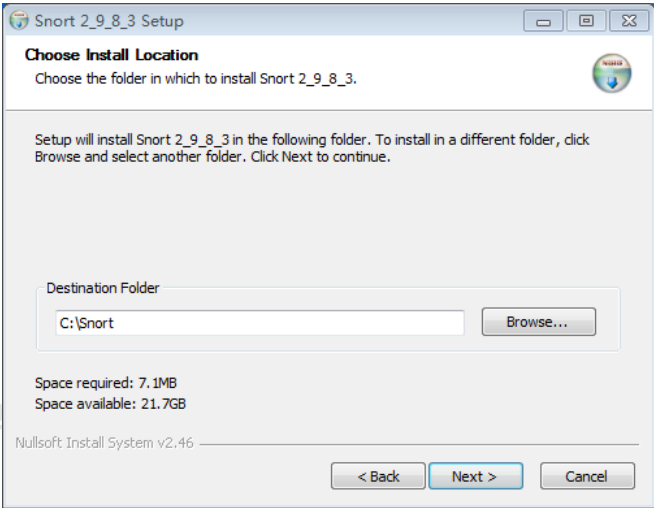 Snort 2_9_8_3 Setup
Choose Install Location
Choose the folder in which to install Snort 2_9_8_3.
Setup will install Snort 2_9_8_3 in the following folder. To install in a different folder, click
Browse and select another folder. Click Next to continue.
Destination Folder
C:\Snort
Browse...
Space required: 7.1MB
Space available: 21.7GB
Nullsoft Install System v2.46
< Back
Next >
Cancel